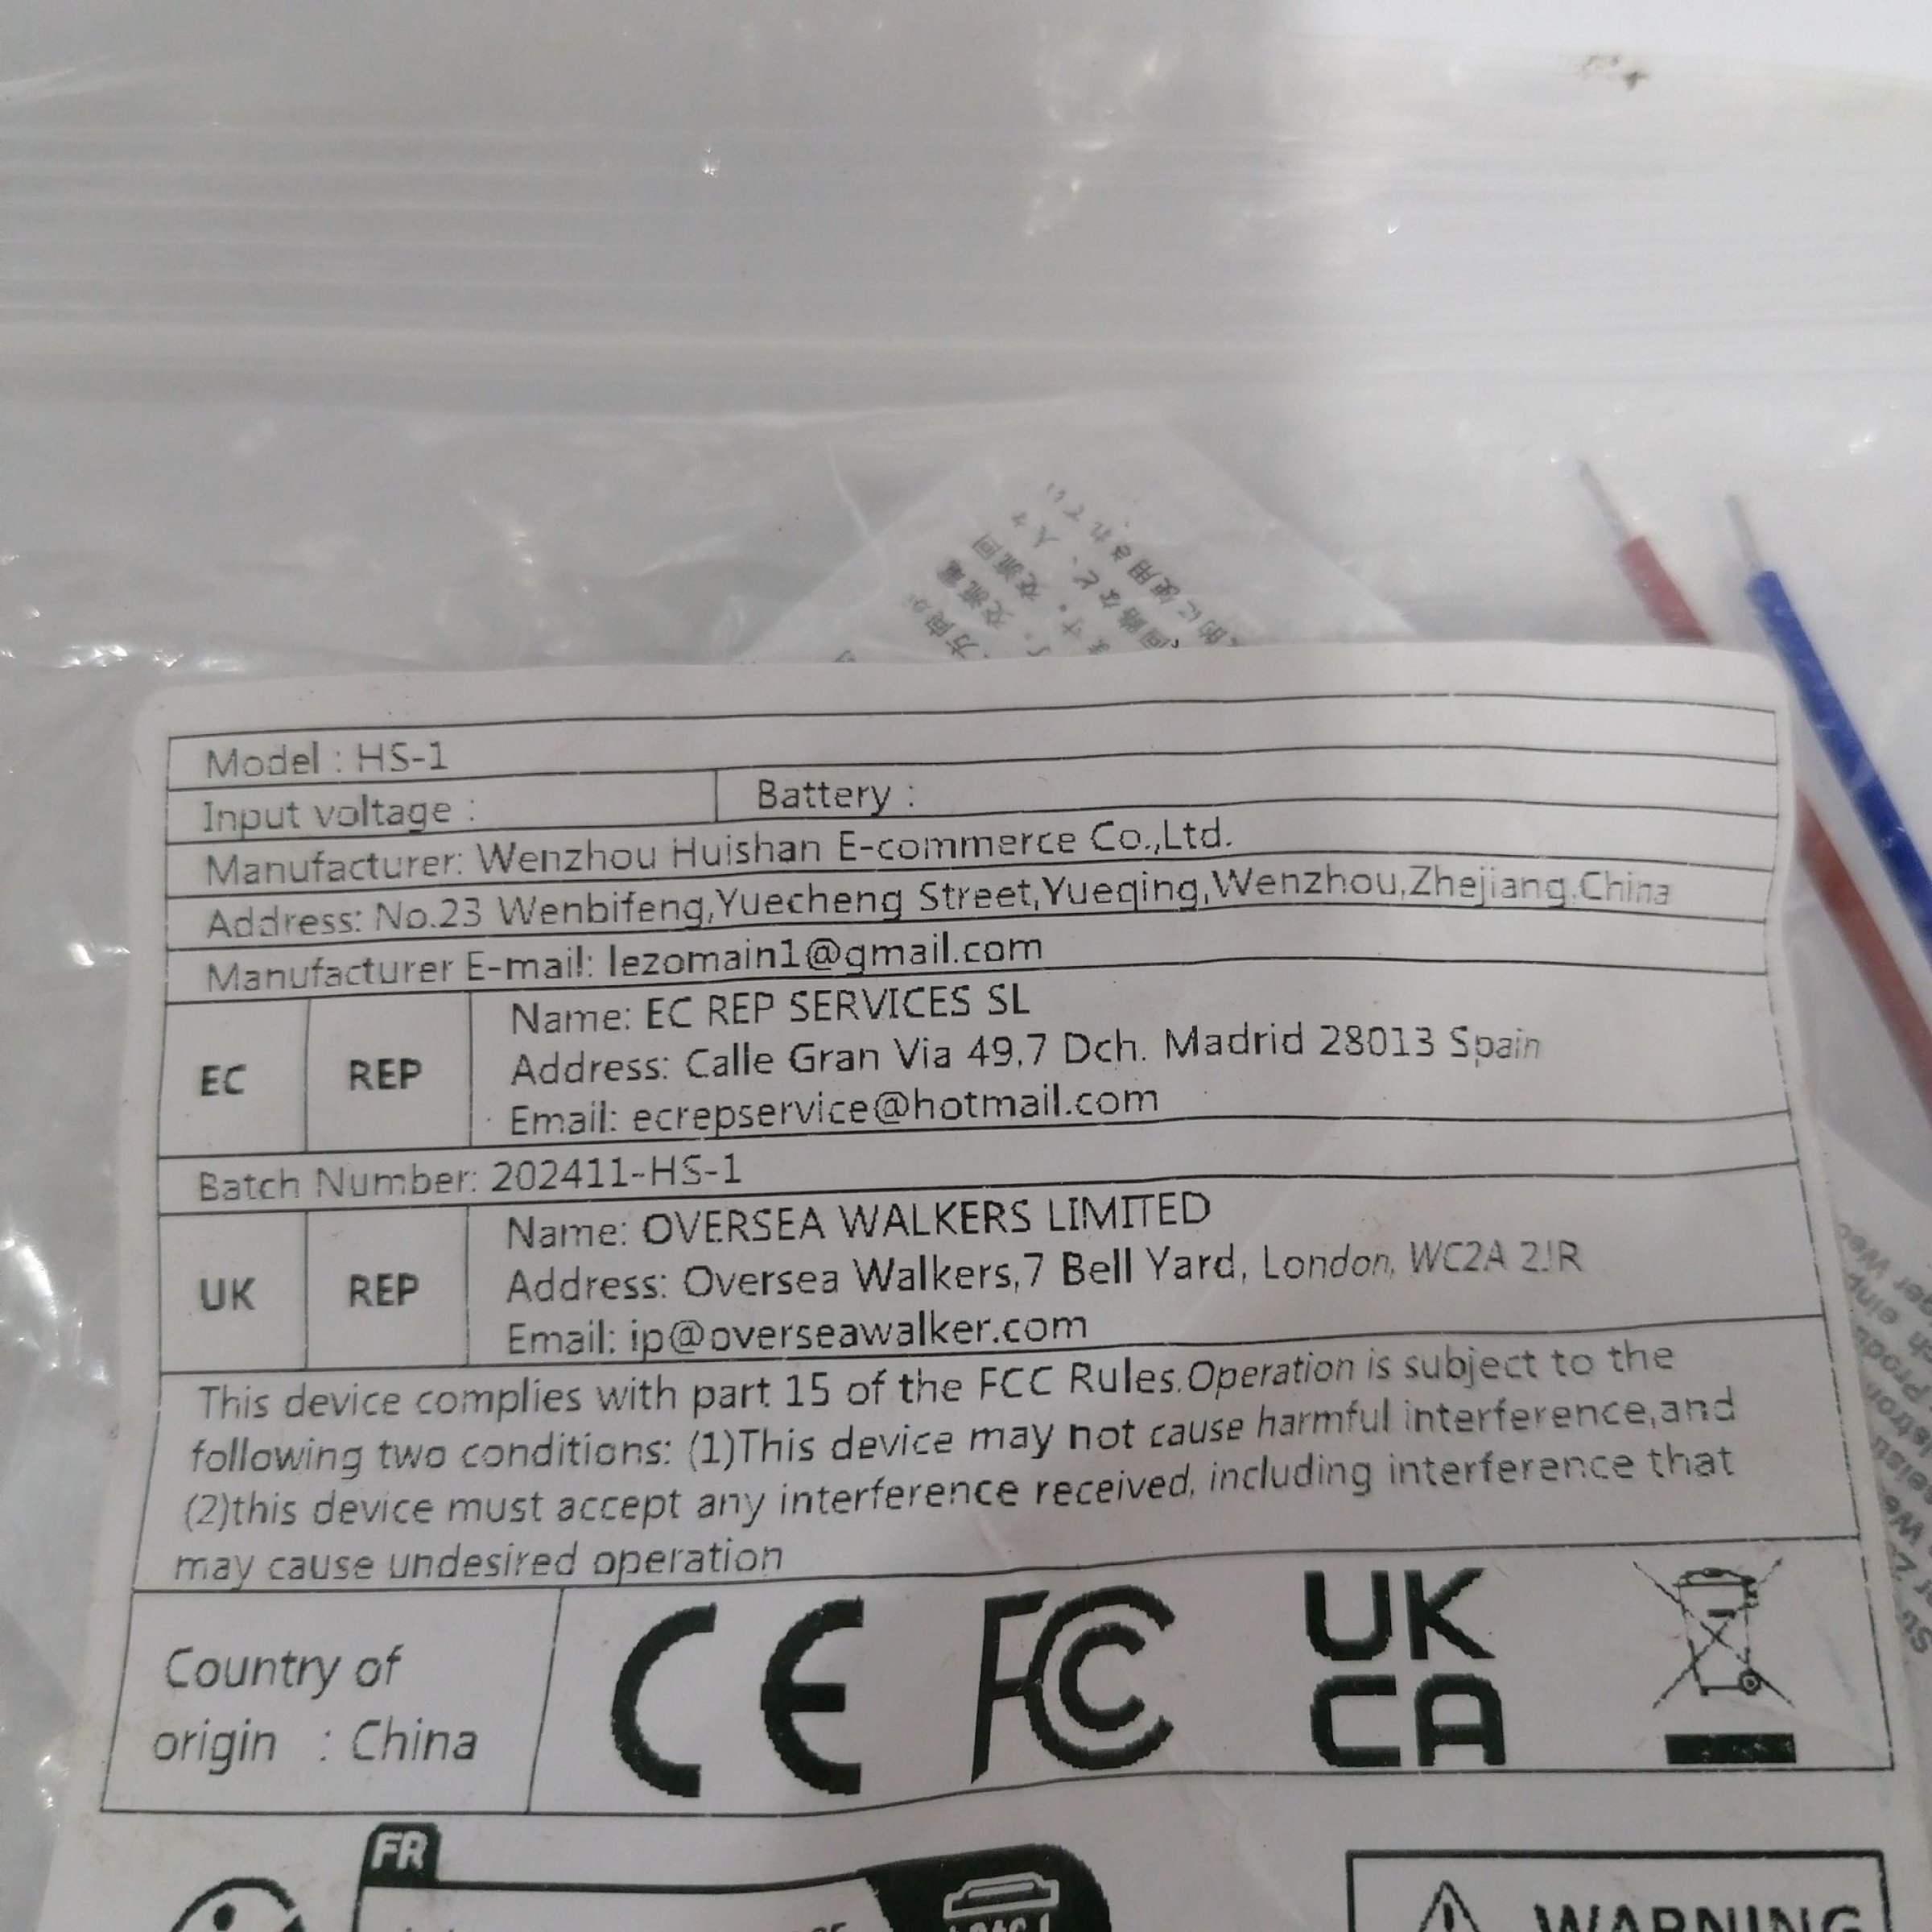 Model : HS-1
Input voltage :
Battery :
Manufacturer: Wenzhou Huishan E-commerce Co.,Ltd.
Address: No.23 Wenbifeng,Yuecheng Street,Yueqing,Wenzhou,Zhejiang,China
Manufacturer E-mail: lezomain1@gmail.com
EC REP
Name: EC REP SERVICES SL
Address: Calle Gran Via 49,7 Dch. Madrid 28013 Spain
Email: ecrepservice@hotmail.com
Batch Number: 202411-HS-1
UK REP
Name: OVERSEA WALKERS LIMITED
Address: Oversea Walkers,7 Bell Yard, London, WC2A 2JR
Email: ip@overseawalker.com
This device complies with part 15 of the FCC Rules.Operation is subject to the
following two conditions: (1)This device may not cause harmful interference,and
(2)this device must accept any interference received, including interference that
may cause undesired operation
Country of
origin : China
CE FC UK
CA
FR
WARNING